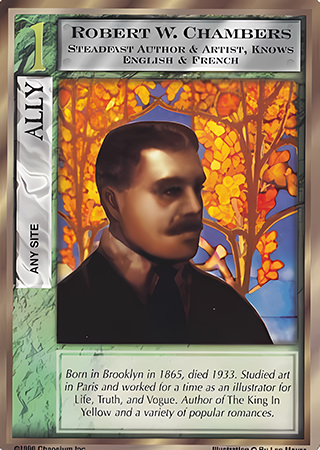 1
ROBERT W. CHAMBERS
STEADFAST AUTHOR & ARTIST, KNOWS
ENGLISH & FRENCH
ALLY
ANY SITE
Born in Brooklyn in 1865, died 1933. Studied art
in Paris and worked for a time as an illustrator for
Life, Truth, and Vogue. Author of The King In
Yellow and a variety of popular romances.
©1996 Chaosium Inc.
Illustration © By Lee Moyer